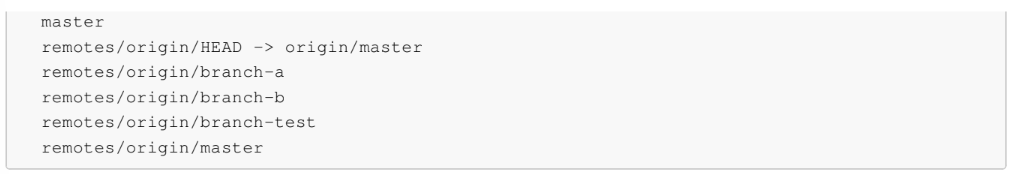 master
remotes/origin/HEAD -> origin/master
remotes/origin/branch-a
remotes/origin/branch-b
remotes/origin/branch-test
remotes/origin/master